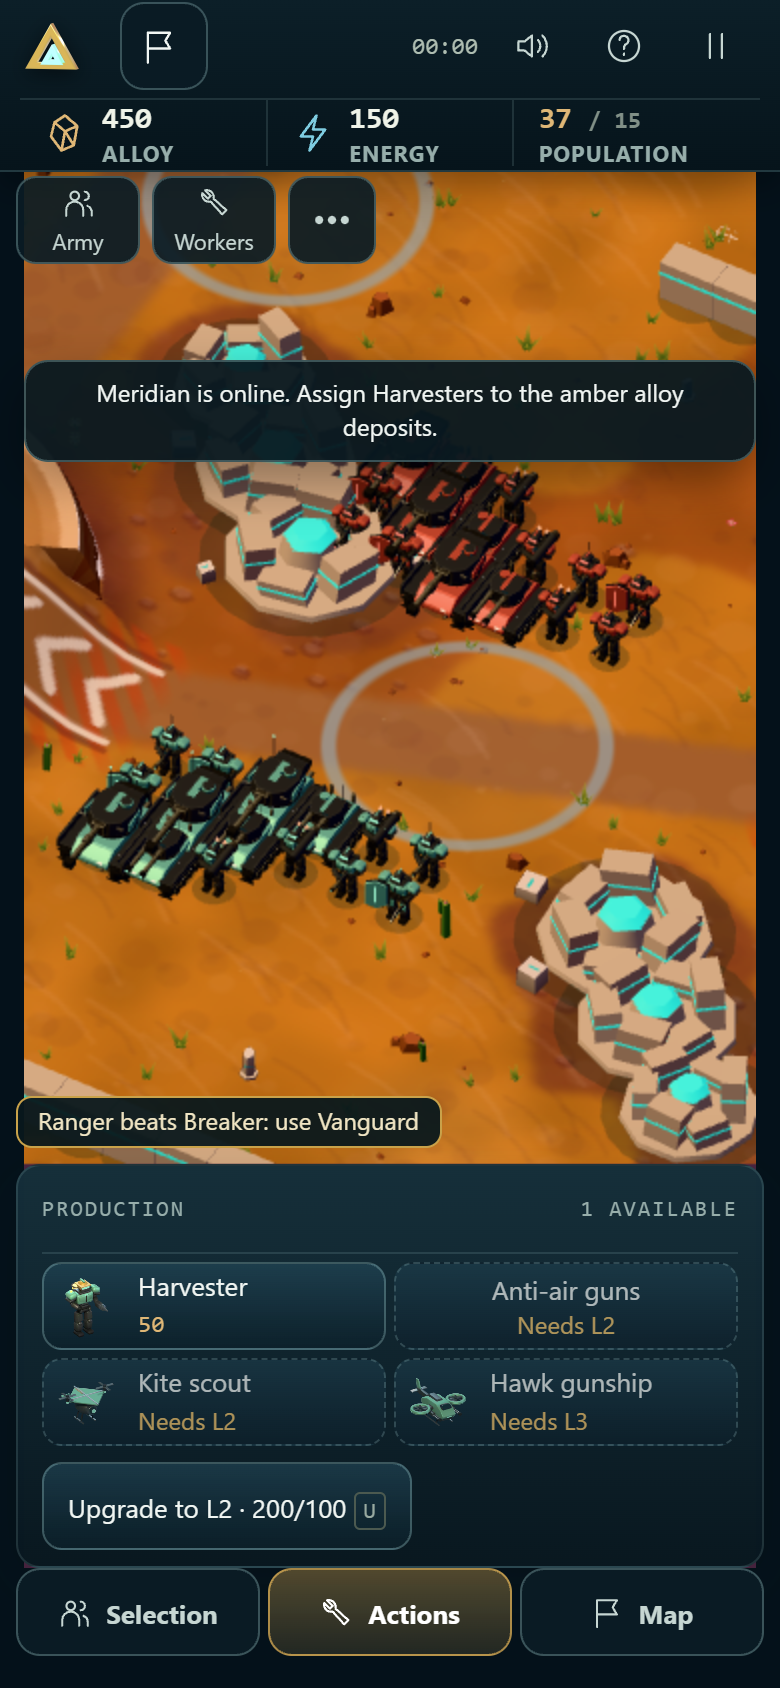 00:00
450
ALLOY
150
ENERGY
37 / 15
POPULATION
Army
Workers
Meridian is online. Assign Harvesters to the amber alloy
deposits.
Ranger beats Breaker: use Vanguard
PRODUCTION
1 AVAILABLE
Harvester
50
Anti-air guns
Needs L2
Kite scout
Needs L2
Hawk gunship
Needs L3
Upgrade to L2 · 200/100 U
Selection
Actions
Map